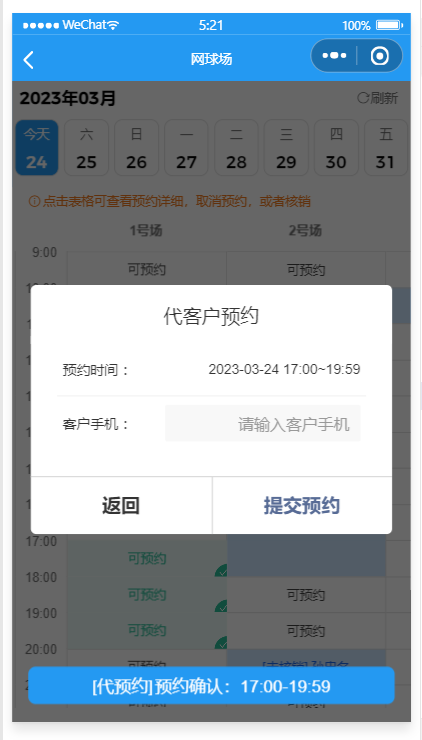 WeChat 5:21 100%
网球场
2023年03月 刷新
今天 六 日 一 二 三 四 五
24 25 26 27 28 29 30 31
点击表格可查看预约详细，取消预约，或者核销
1号场 2号场
9:00
可预约 可预约
代客户预约
预约时间： 2023-03-24 17:00~19:59
客户手机： 请输入客户手机
返回 提交预约
17:00
可预约
18:00
可预约 可预约
19:00
可预约 可预约
20:00
可预约
[代预约]预约确认：17:00-19:59